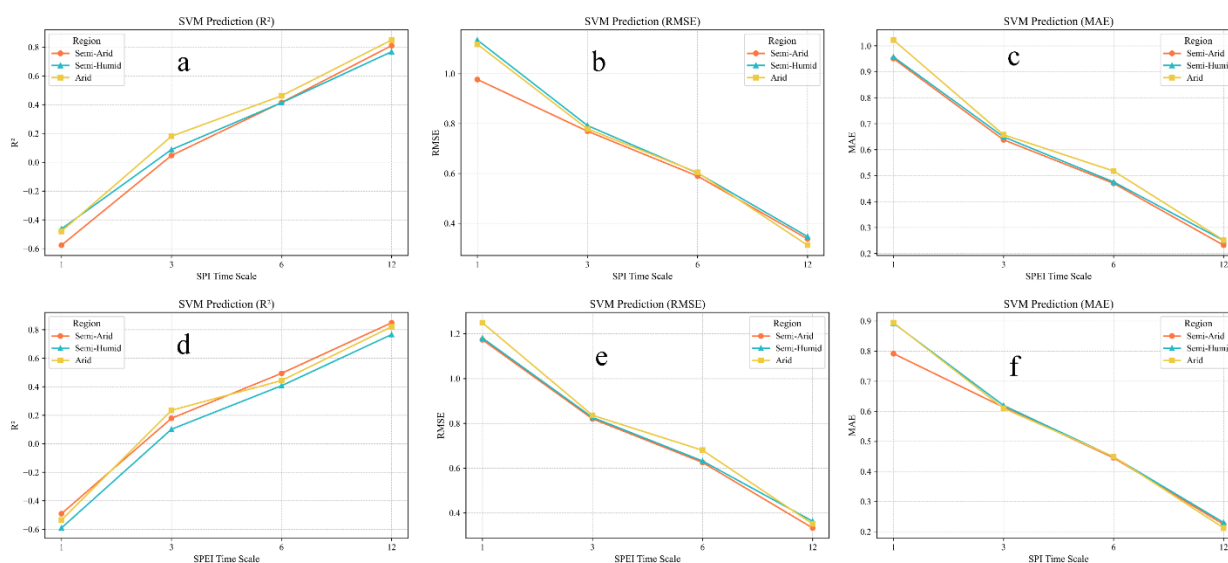 SVM Prediction (R²)
a
Region
Semi-Arid
Semi-Humid
Arid
R²
0.8
0.6
0.4
0.2
0.0
−0.2
−0.4
−0.6
1
3
6
12
SPI Time Scale
SVM Prediction (RMSE)
b
Region
Semi-Arid
Semi-Humid
Arid
RMSE
1.0
0.8
0.6
0.4
1
3
6
12
SPI Time Scale
SVM Prediction (MAE)
c
Region
Semi-Arid
Semi-Humid
Arid
MAE
1.0
0.9
0.8
0.7
0.6
0.5
0.4
0.3
0.2
1
3
6
12
SPEI Time Scale
SVM Prediction (R²)
d
Region
Semi-Arid
Semi-Humid
Arid
R²
0.8
0.6
0.4
0.2
0.0
−0.2
−0.4
−0.6
1
3
6
12
SPEI Time Scale
SVM Prediction (RMSE)
e
Region
Semi-Arid
Semi-Humid
Arid
RMSE
1.2
1.0
0.8
0.6
0.4
1
3
6
12
SPEI Time Scale
SVM Prediction (MAE)
f
Region
Semi-Arid
Semi-Humid
Arid
MAE
0.9
0.8
0.7
0.6
0.5
0.4
0.3
0.2
1
3
6
12
SPI Time Scale